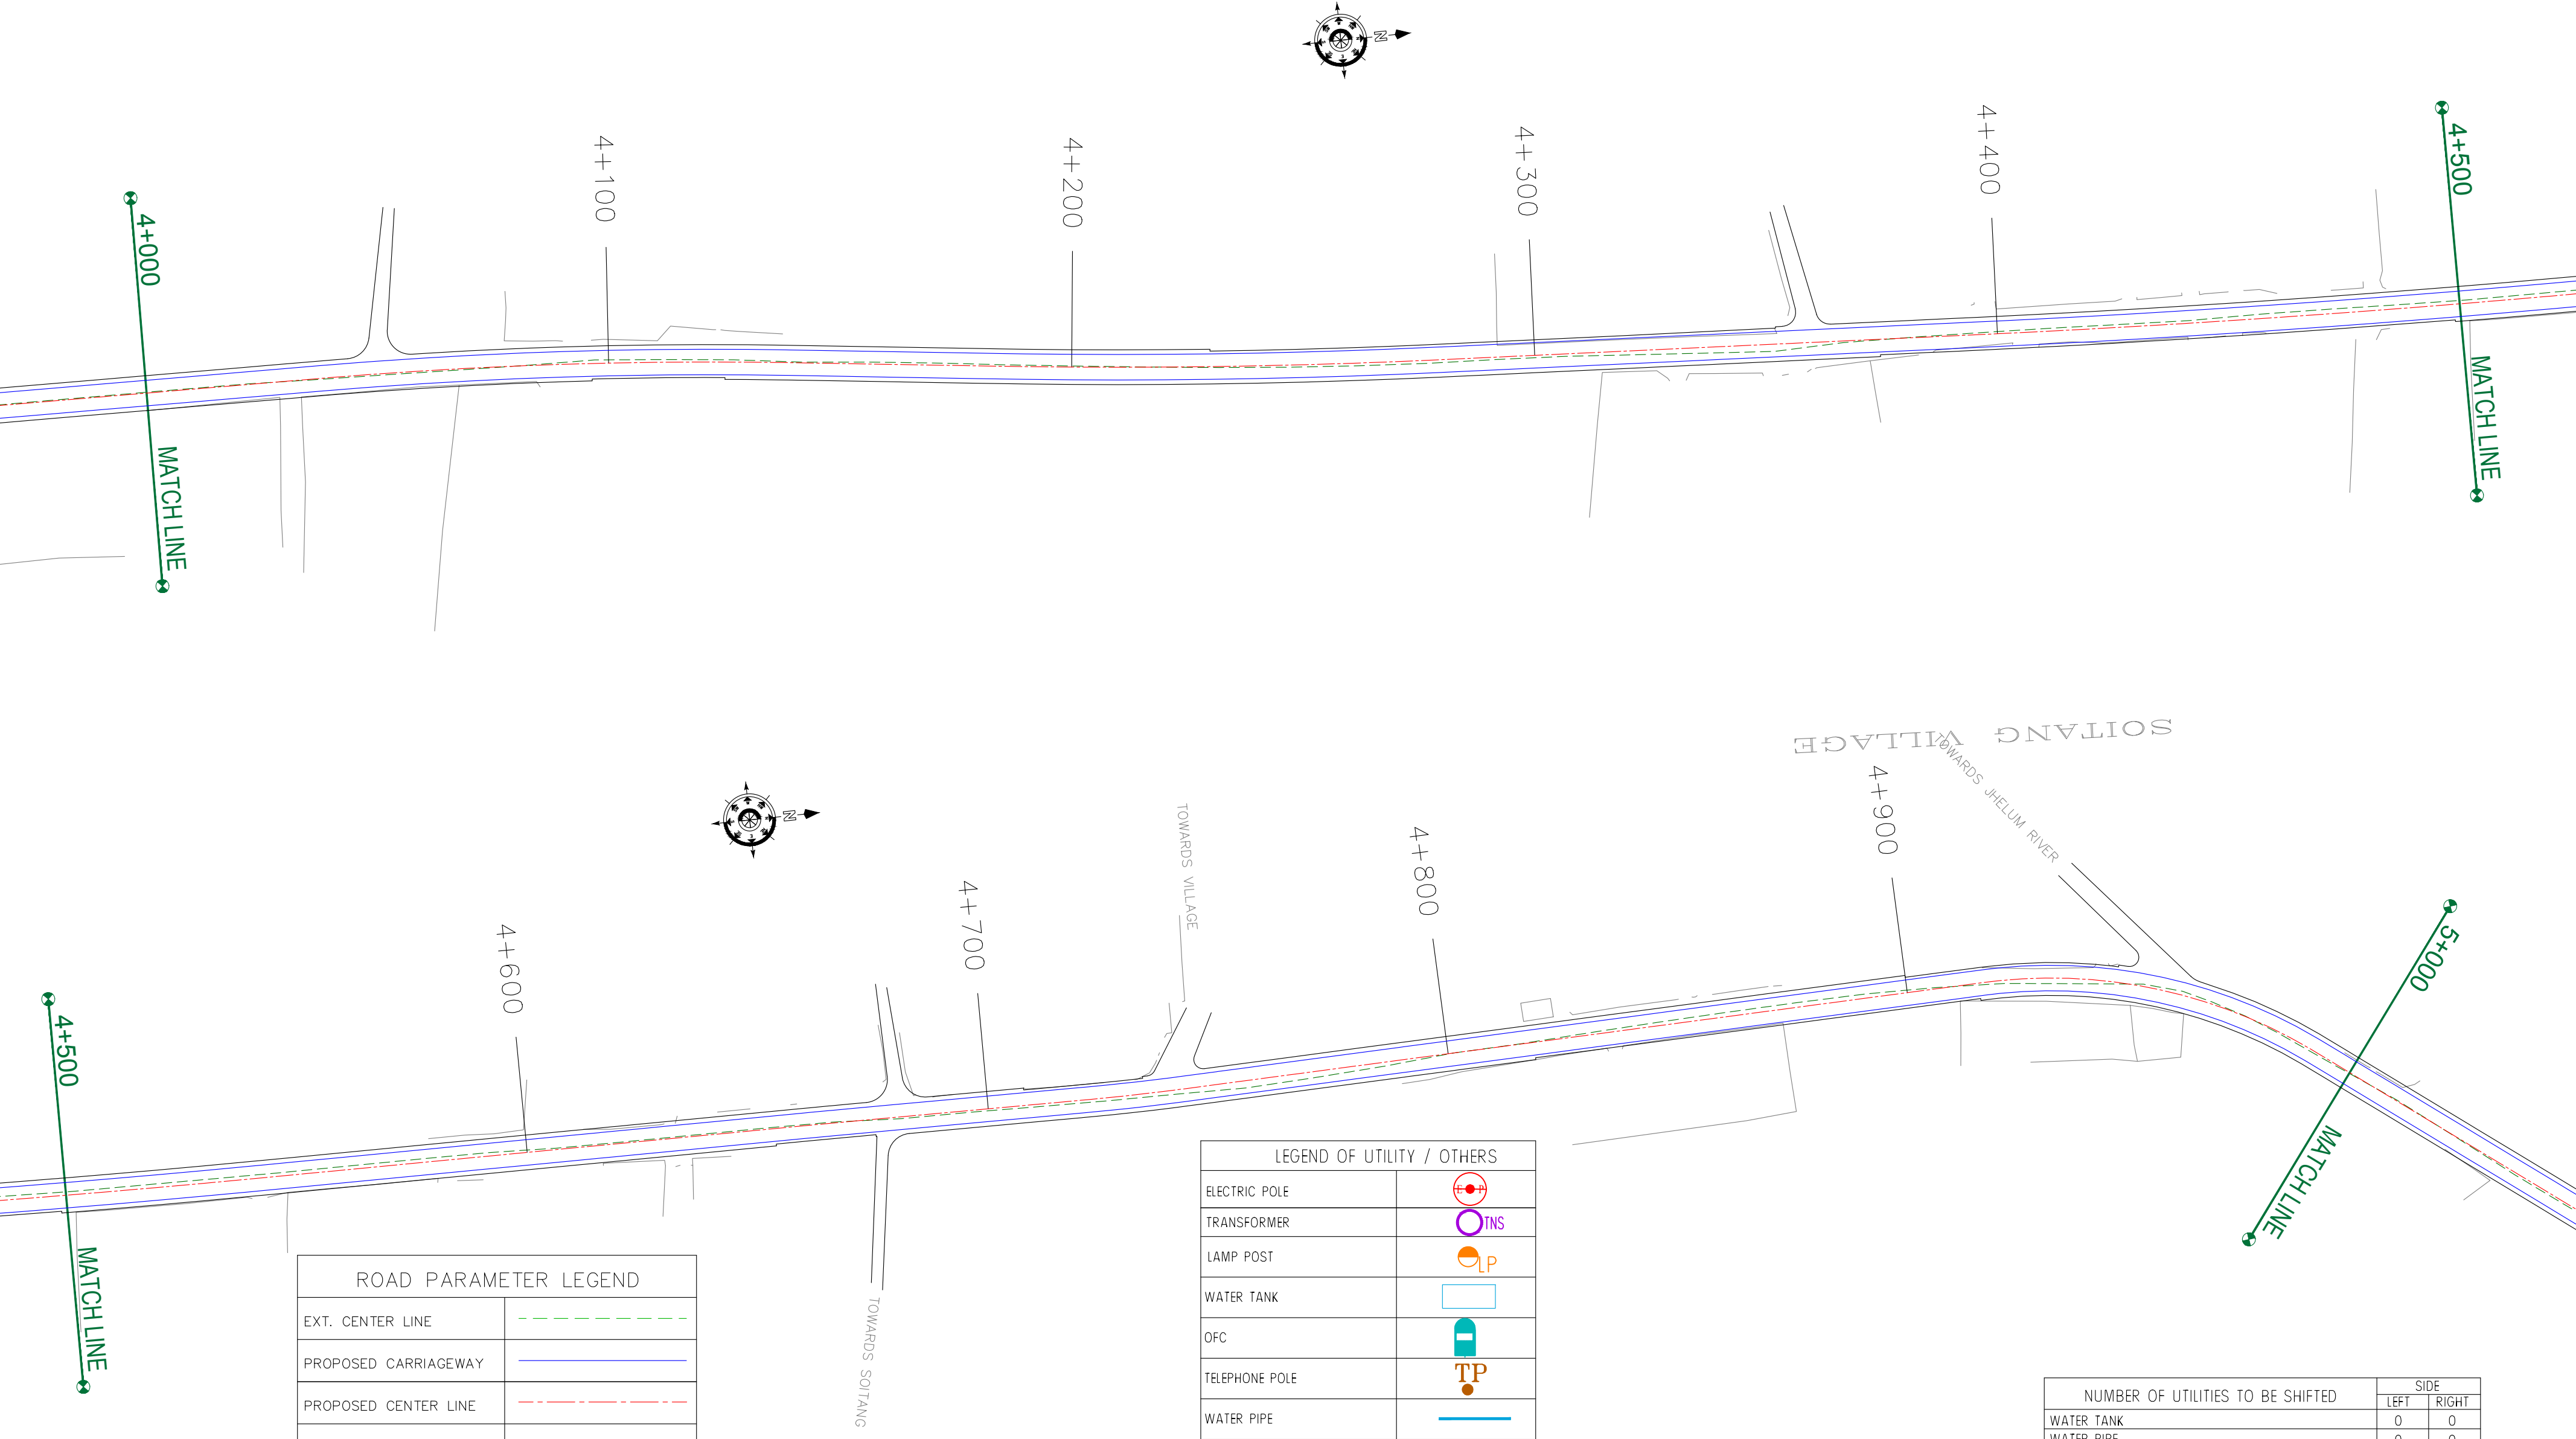 N
4+000
4+100
4+200
4+300
4+400
4+500
MATCH LINE
MATCH LINE
SOITANG VILLAGE
TOWARDS JHELUM RIVER
N
TOWARDS VILLAGE
4+500
4+600
4+700
4+800
4+900
5+000
MATCH LINE
MATCH LINE
TOWARDS SOITANG
ROAD PARAMETER LEGEND
EXT. CENTER LINE
PROPOSED CARRIAGEWAY
PROPOSED CENTER LINE
LEGEND OF UTILITY / OTHERS
ELECTRIC POLE E P
TRANSFORMER TNS
LAMP POST LP
WATER TANK
OFC
TELEPHONE POLE TP
WATER PIPE
NUMBER OF UTILITIES TO BE SHIFTED
SIDE
LEFT RIGHT
WATER TANK 0 0
WATER PIPE 0 0